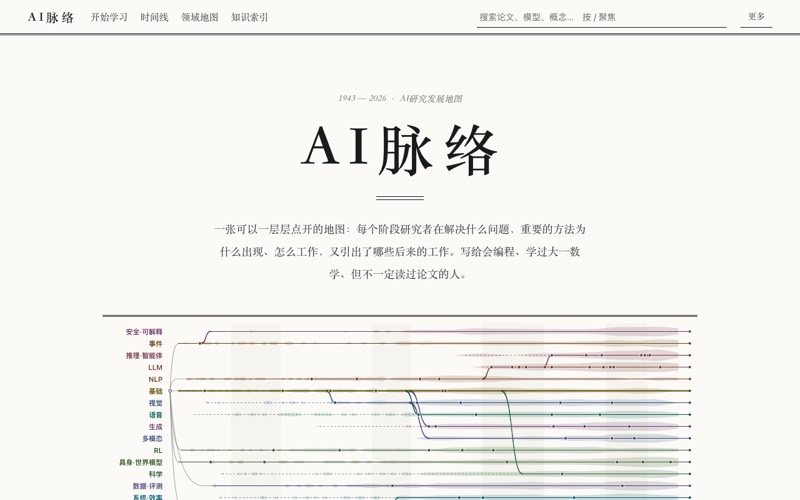 AI脉络 开始学习 时间线 领域地图 知识索引 搜索论文、模型、概念... 按 / 聚焦 更多
1943 — 2026 · AI研究发展地图
AI脉络
一张可以一层层点开的地图：每个阶段研究者在解决什么问题，重要的方法为
什么出现、怎么工作，又引出了哪些后来的工作。写给会编程、学过大一数
学、但不一定读过论文的人。
安全·可解释
事件
推理·智能体
LLM
NLP
基础
视觉
语音
生成
多模态
RL
具身·世界模型
科学
数据·评测
系统·效率